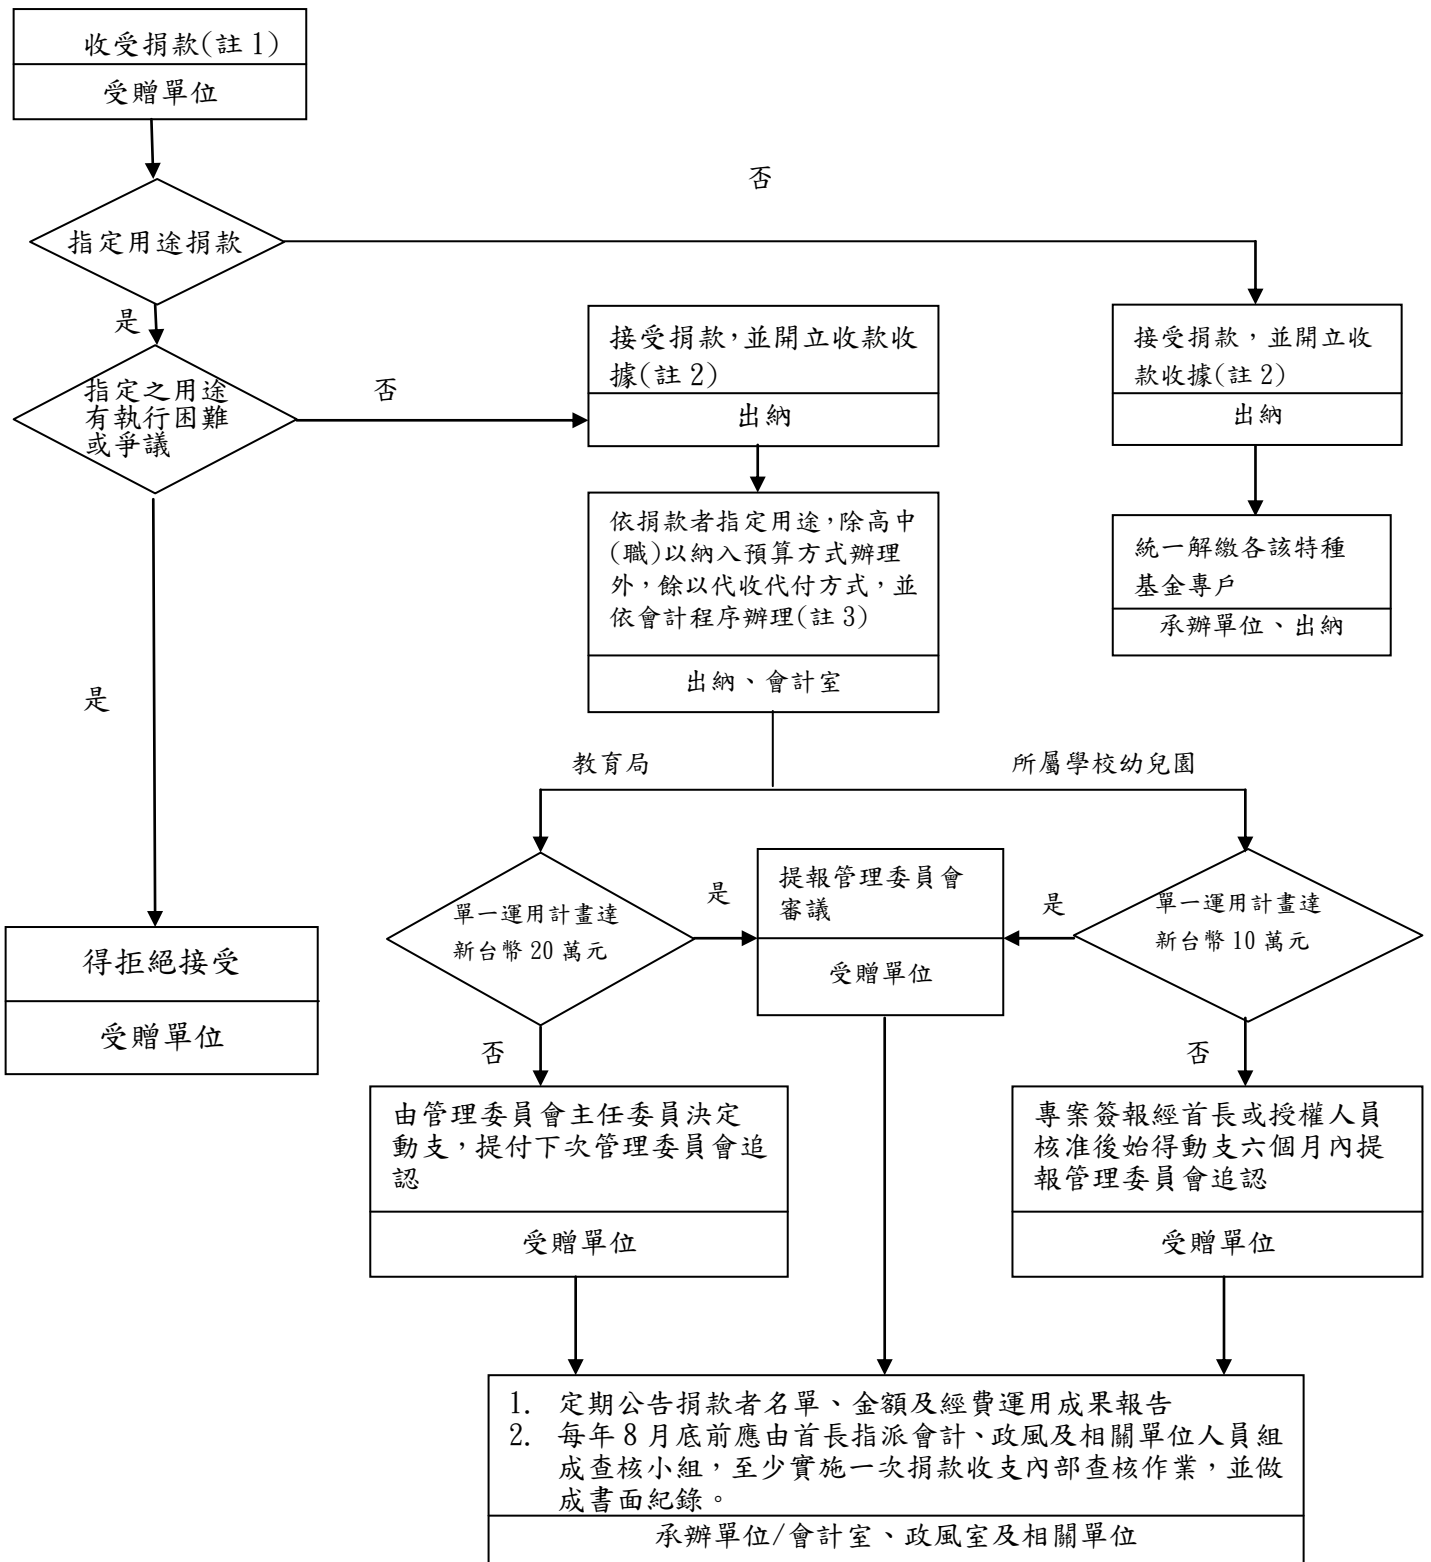 收受捐款(註 1)
受贈單位
否
指定用途捐款
是
指定之用途
有執行困難
或爭議
否
接受捐款,並開立收款收
據(註 2)
出納
接受捐款，並開立收
款收據(註 2)
出納
依捐款者指定用途,除高中
(職)以納入預算方式辦理
外，餘以代收代付方式，並
依會計程序辦理(註 3)
出納、會計室
統一解繳各該特種
基金專戶
承辦單位、出納
是
教育局
所屬學校幼兒園
單一運用計畫達
新台幣 20 萬元
是
提報管理委員會
審議
受贈單位
是
單一運用計畫達
新台幣 10 萬元
得拒絕接受
受贈單位
否
否
由管理委員會主任委員決定
動支，提付下次管理委員會追
認
受贈單位
專案簽報經首長或授權人員
核准後始得動支六個月內提
報管理委員會追認
受贈單位
1. 定期公告捐款者名單、金額及經費運用成果報告
2. 每年 8 月底前應由首長指派會計、政風及相關單位人員組
成查核小組，至少實施一次捐款收支內部查核作業，並做
成書面紀錄。
承辦單位/會計室、政風室及相關單位